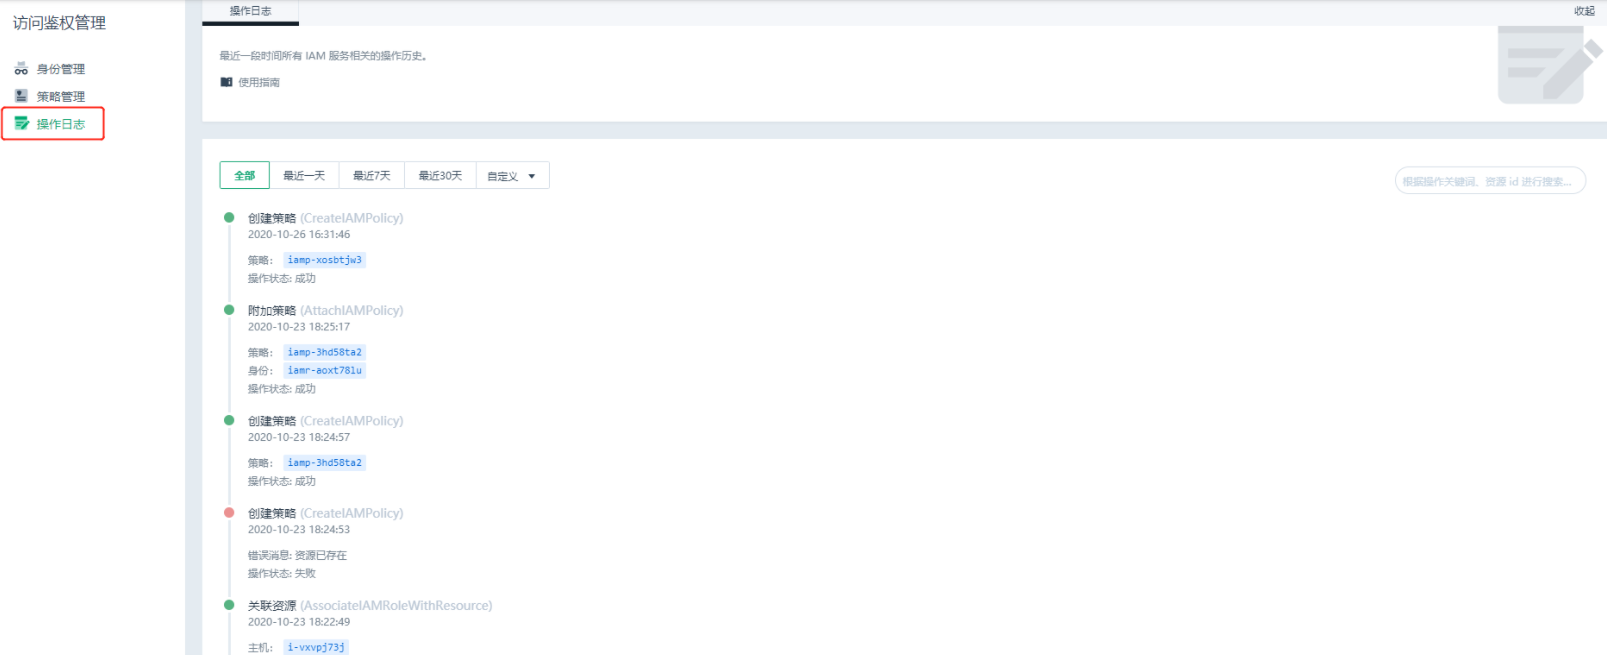 访问鉴权管理
身份管理
策略管理
操作日志
操作日志
收起
最近一段时间所有 IAM 服务相关的操作历史。
使用指南
全部 最近一天 最近7天 最近30天 自定义
根据操作关键词、资源 id 进行搜索...
创建策略 (CreateIAMPolicy)
2020-10-26 16:31:46
策略: iamp-xosbtjw3
操作状态: 成功
附加策略 (AttachIAMPolicy)
2020-10-23 18:25:17
策略: iamp-3hd58ta2
身份: iamr-aoxt78lu
操作状态: 成功
创建策略 (CreateIAMPolicy)
2020-10-23 18:24:57
策略: iamp-3hd58ta2
操作状态: 成功
创建策略 (CreateIAMPolicy)
2020-10-23 18:24:53
错误消息: 资源已存在
操作状态: 失败
关联资源 (AssociateIAMRoleWithResource)
2020-10-23 18:22:49
主机: i-vxvpj73j